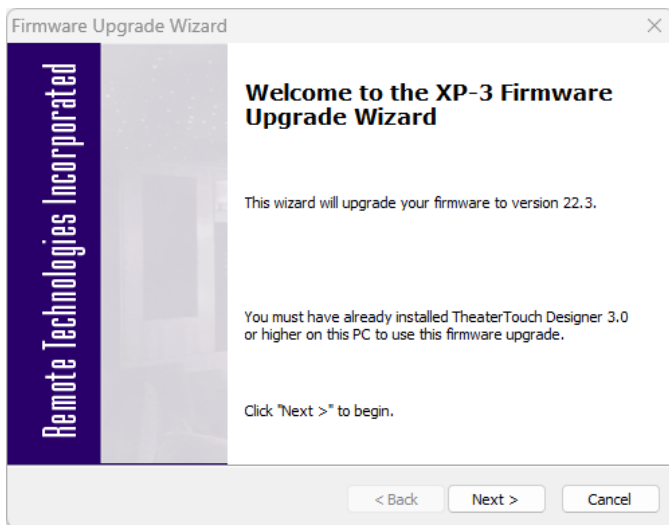 Firmware Upgrade Wizard
Remote Technologies Incorporated
Welcome to the XP-3 Firmware
Upgrade Wizard
This wizard will upgrade your firmware to version 22.3.
You must have already installed TheaterTouch Designer 3.0
or higher on this PC to use this firmware upgrade.
Click "Next >" to begin.
< Back Next > Cancel